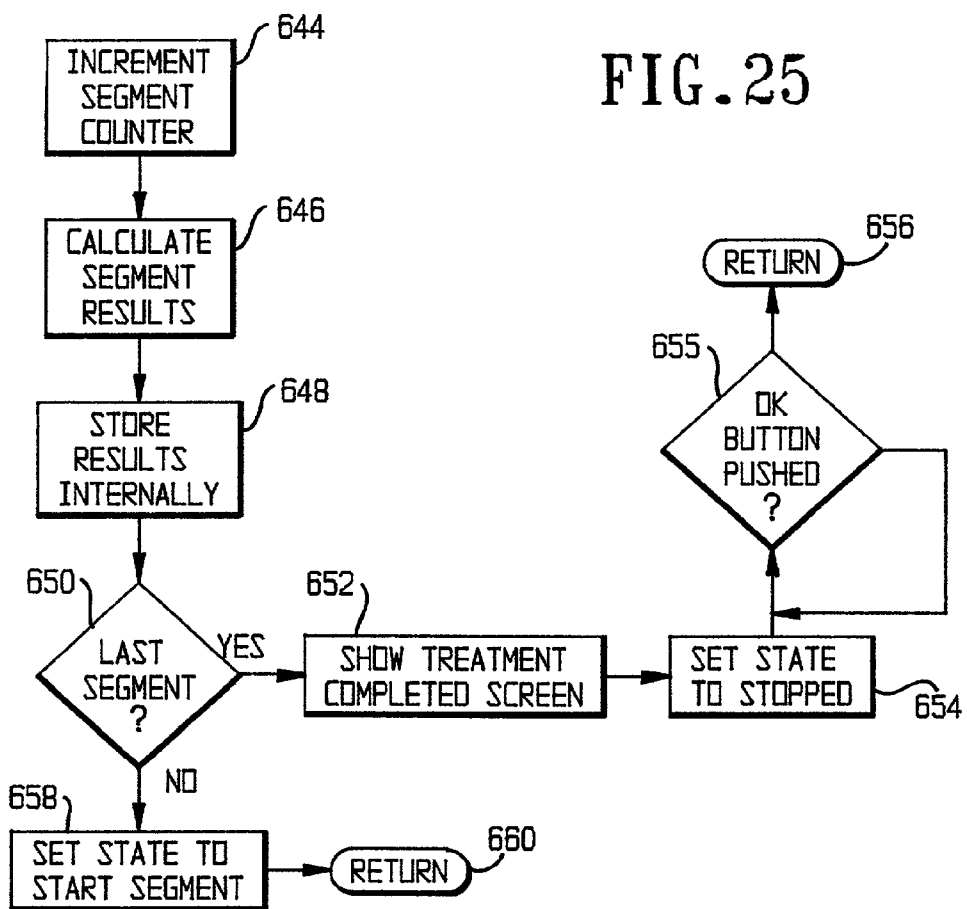 FIG.25
644
INCREMENT
SEGMENT
COUNTER
646
CALCULATE
SEGMENT
RESULTS
648
STORE
RESULTS
INTERNALLY
650
LAST
SEGMENT
?
YES
NO
652
SHOW TREATMENT
COMPLETED SCREEN
SET STATE
TO STOPPED
654
655
OK
BUTTON
PUSHED
?
RETURN
656
658
SET STATE TO
START SEGMENT
RETURN
660